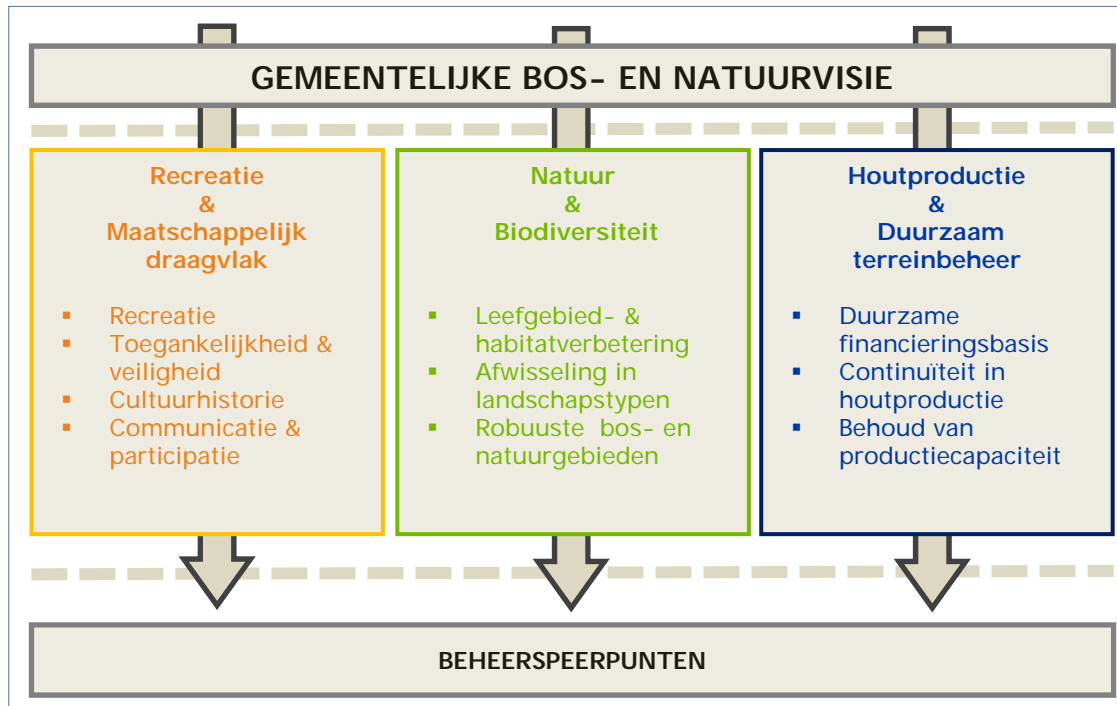 GEMEENTELIJKE BOS- EN NATUURVISIE
Recreatie
&
Maatschappelijk
draagvlak
▪ Recreatie
▪ Toegankelijkheid &
veiligheid
▪ Cultuurhistorie
▪ Communicatie &
participatie
Natuur
&
Biodiversiteit
▪ Leefgebied- &
habitatverbetering
▪ Afwisseling in
landschapstypen
▪ Robuuste bos- en
natuurgebieden
Houtproductie
&
Duurzaam
terreinbeheer
▪ Duurzame
financieringsbasis
▪ Continuïteit in
houtproductie
▪ Behoud van
productiecapaciteit
BEHEERSPEERPUNTEN